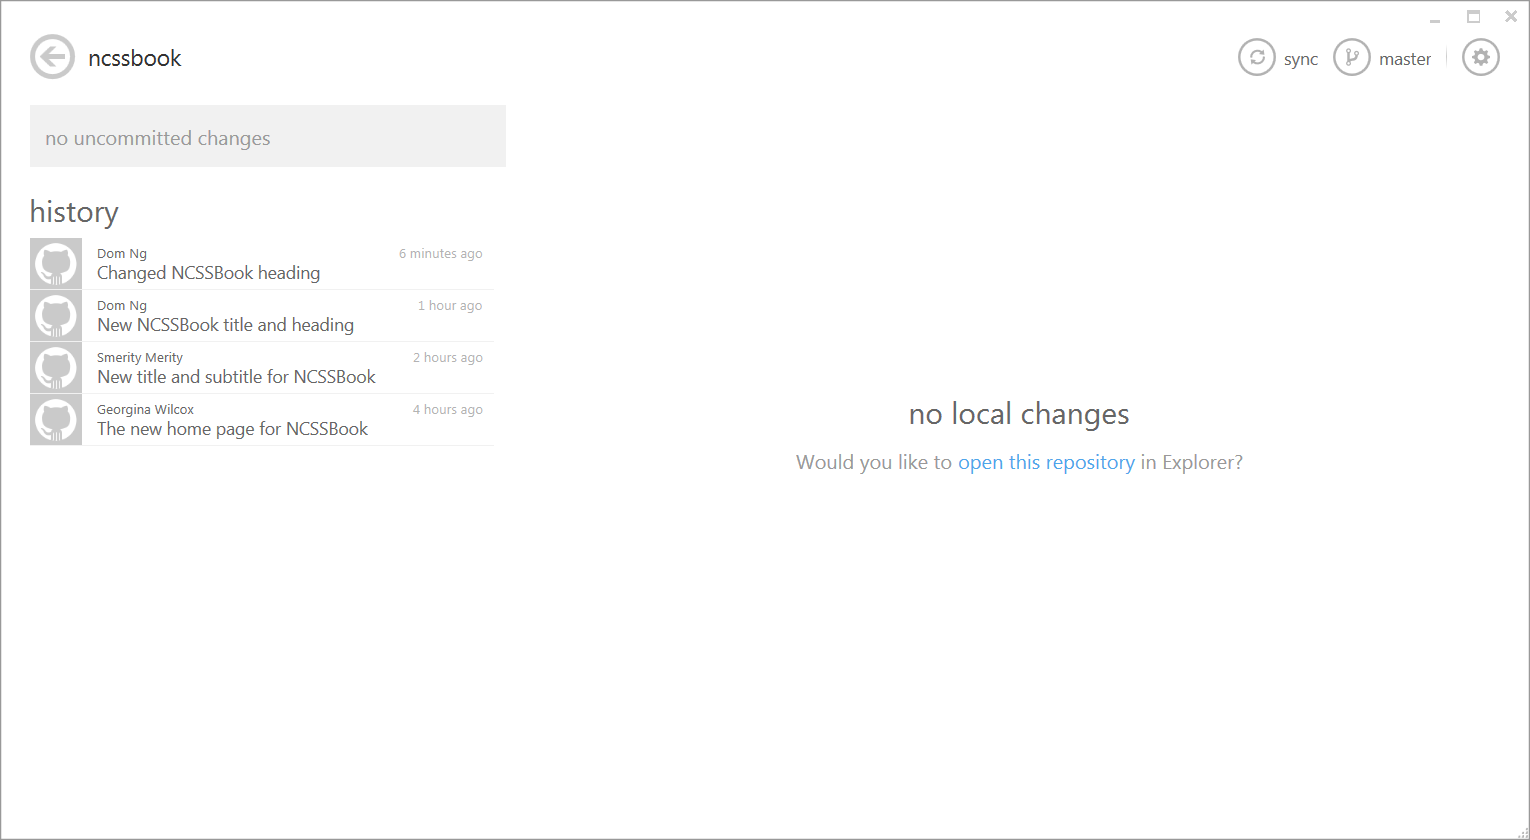 ncssbook
sync
master
no uncommitted changes
history
Dom Ng
6 minutes ago
Changed NCSSBook heading
Dom Ng
1 hour ago
New NCSSBook title and heading
Smerity Merity
2 hours ago
New title and subtitle for NCSSBook
Georgina Wilcox
4 hours ago
The new home page for NCSSBook
no local changes
Would you like to open this repository in Explorer?